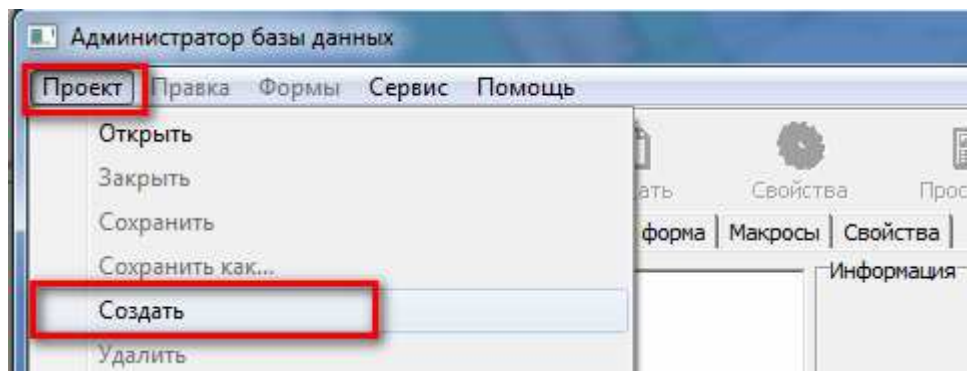 Администратор базы данных
Проект Правка Формы Сервис Помощь
Открыть
Закрыть
Сохранить
Сохранить как...
Создать
Удалить
Свойства
форма Макросы Свойства
Информация